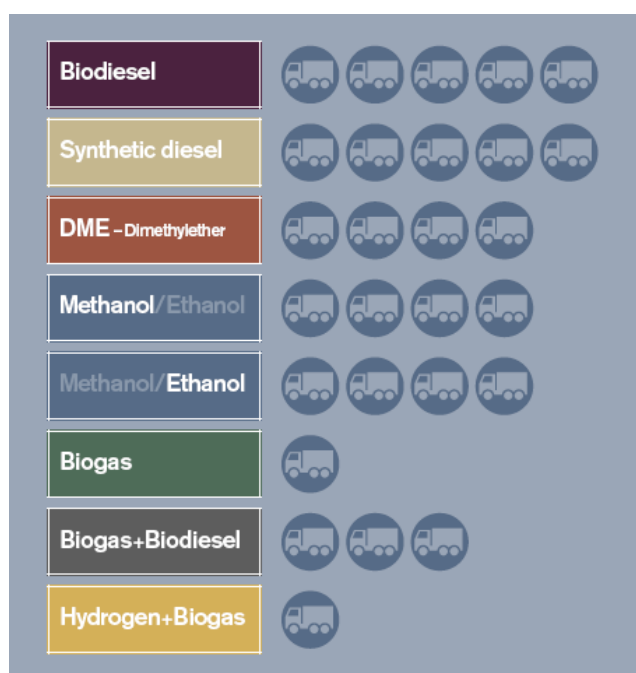 Biodiesel
Synthetic diesel
DME – Dimethylether
Methanol/Ethanol
Methanol/Ethanol
Biogas
Biogas+Biodiesel
Hydrogen+Biogas